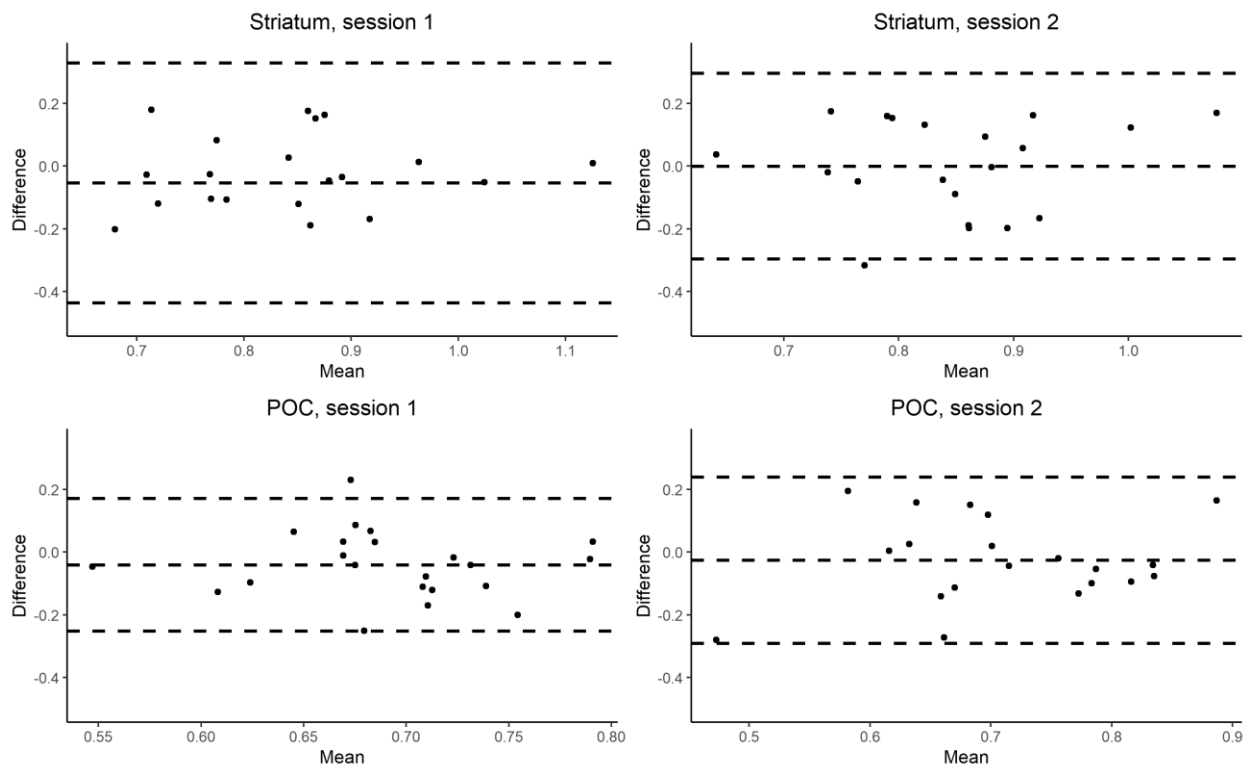 Striatum, session 1
Difference
0.2
0.0
-0.2
-0.4
0.7 0.8 0.9 1.0 1.1
Mean
Striatum, session 2
Difference
0.2
0.0
-0.2
-0.4
0.7 0.8 0.9 1.0
Mean
POC, session 1
Difference
0.2
0.0
-0.2
-0.4
0.55 0.60 0.65 0.70 0.75 0.80
Mean
POC, session 2
Difference
0.2
0.0
-0.2
-0.4
0.5 0.6 0.7 0.8 0.9
Mean